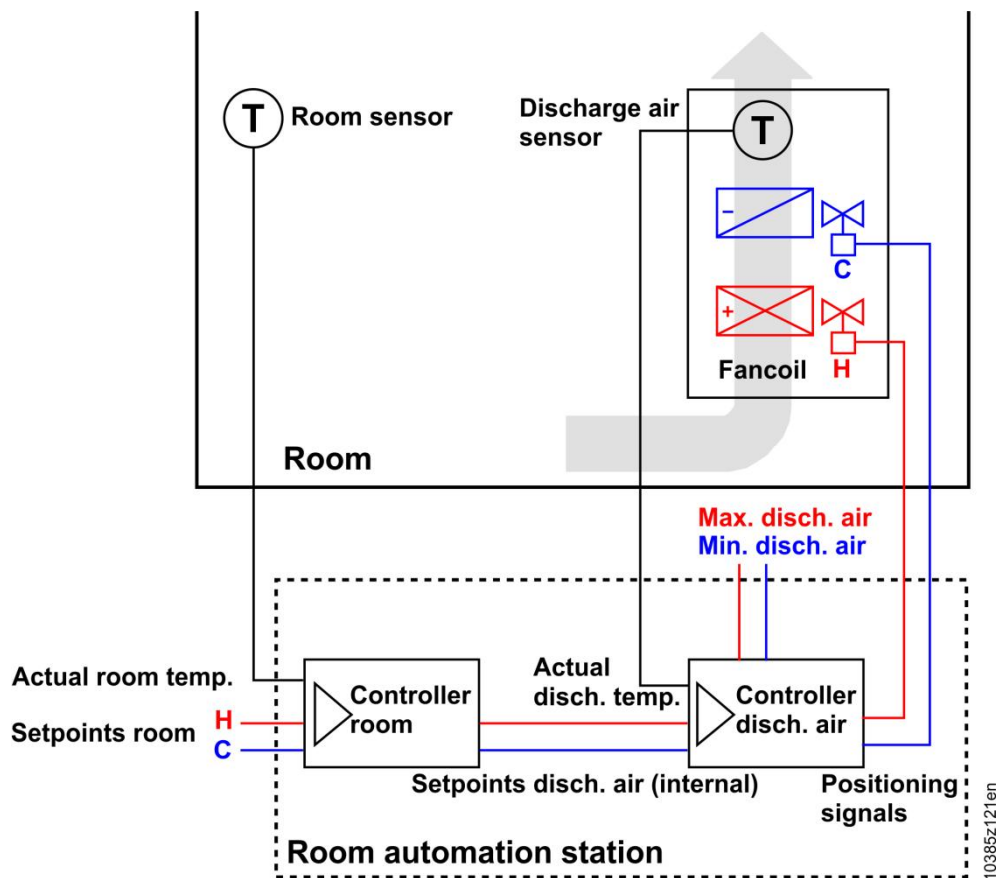 T
Room sensor
Discharge air
sensor
T
−
C
+
Fancoil
H
Room
Max. disch. air
Min. disch. air
Actual room temp.
Setpoints room
H
C
Controller
room
Actual
disch. temp.
Controller
disch. air
Setpoints disch. air (internal)
Positioning
signals
Room automation station
10385z121en